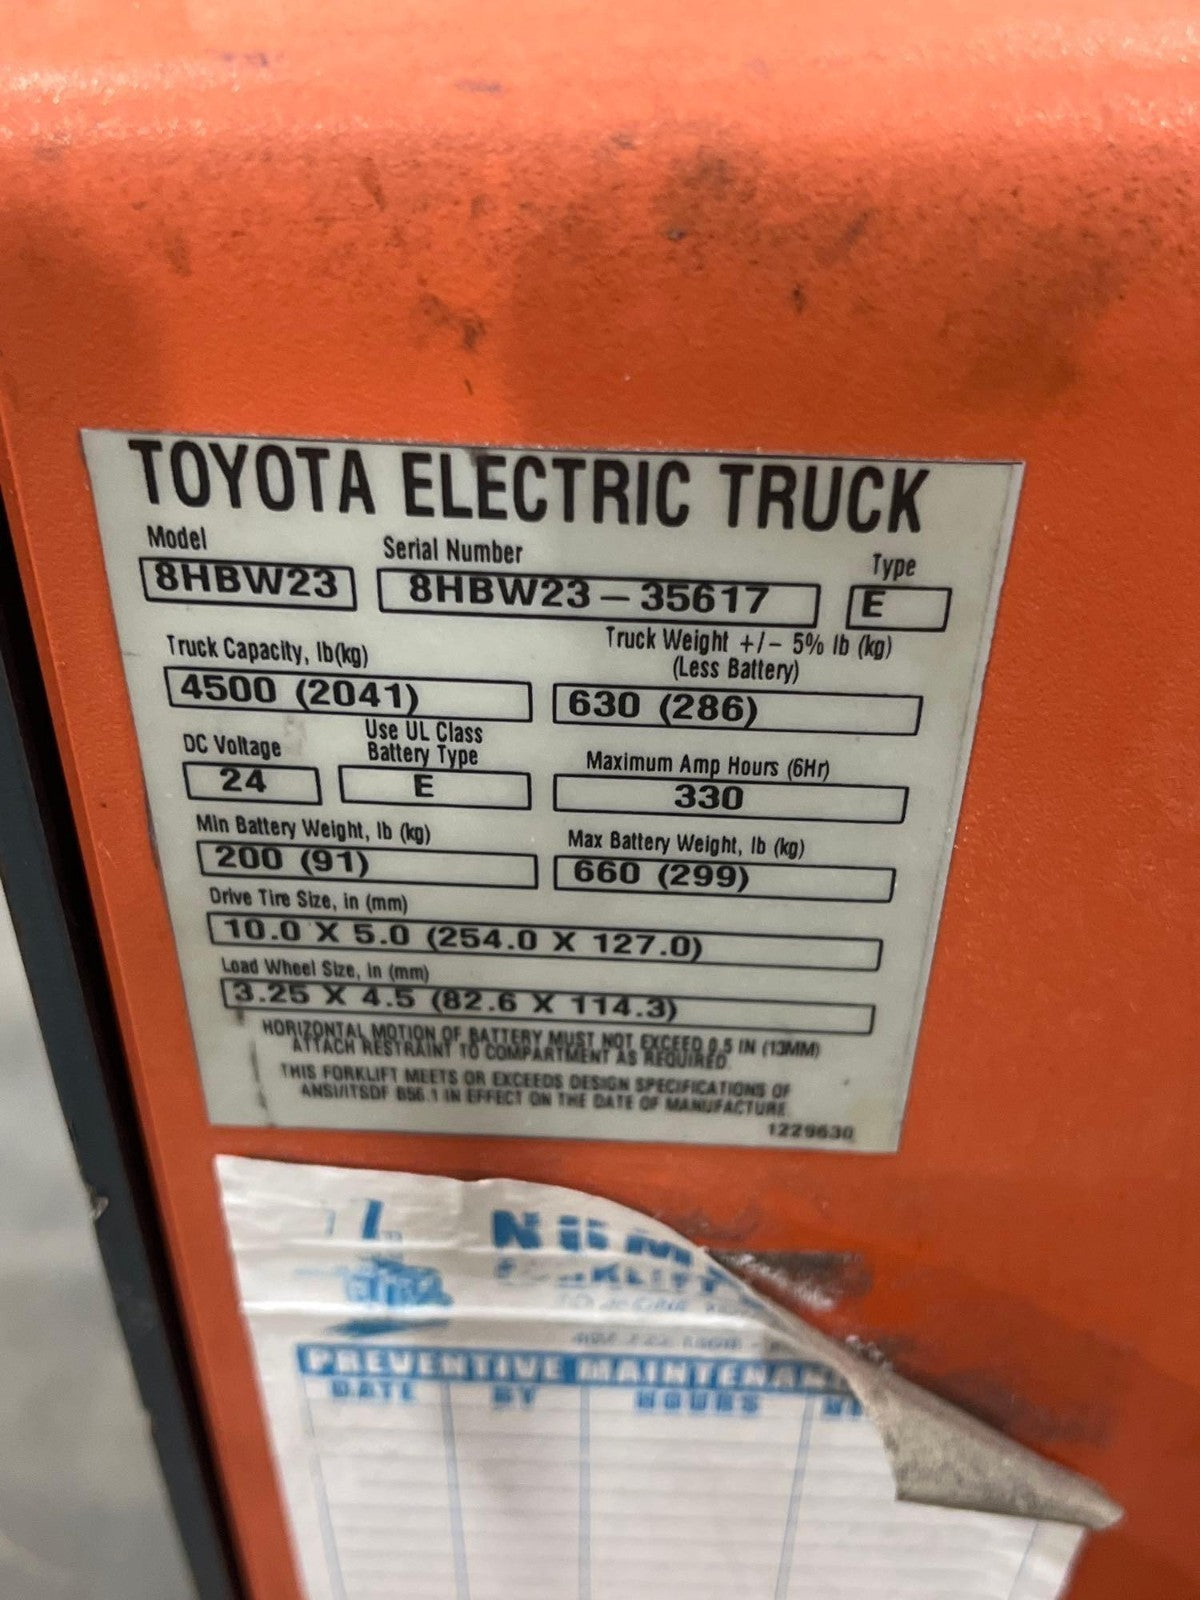 TOYOTA ELECTRIC TRUCK
Model Serial Number Type
8HBW23 8HBW23-35617 E
Truck Capacity, lb(kg) Truck Weight +/- 5% lb (kg)
(Less Battery)
4500 (2041) 630 (286)
DC Voltage Use UL Class
Battery Type Maximum Amp Hours (6Hr)
24 E 330
Min Battery Weight, lb (kg) Max Battery Weight, lb (kg)
200 (91) 660 (299)
Drive Tire Size, in (mm)
10.0 X 5.0 (254.0 X 127.0)
Load Wheel Size, in (mm)
3.25 X 4.5 (82.6 X 114.3)
HORIZONTAL MOTION OF BATTERY MUST NOT EXCEED 0.5 IN (13MM)
ATTACH RESTRAINT TO COMPARTMENT AS REQUIRED
THIS FORKLIFT MEETS OR EXCEEDS DESIGN SPECIFICATIONS OF
ANSI/ITSDF B56.1 IN EFFECT ON THE DATE OF MANUFACTURE
1229630
PREVENTIVE
DATE BY HOURS